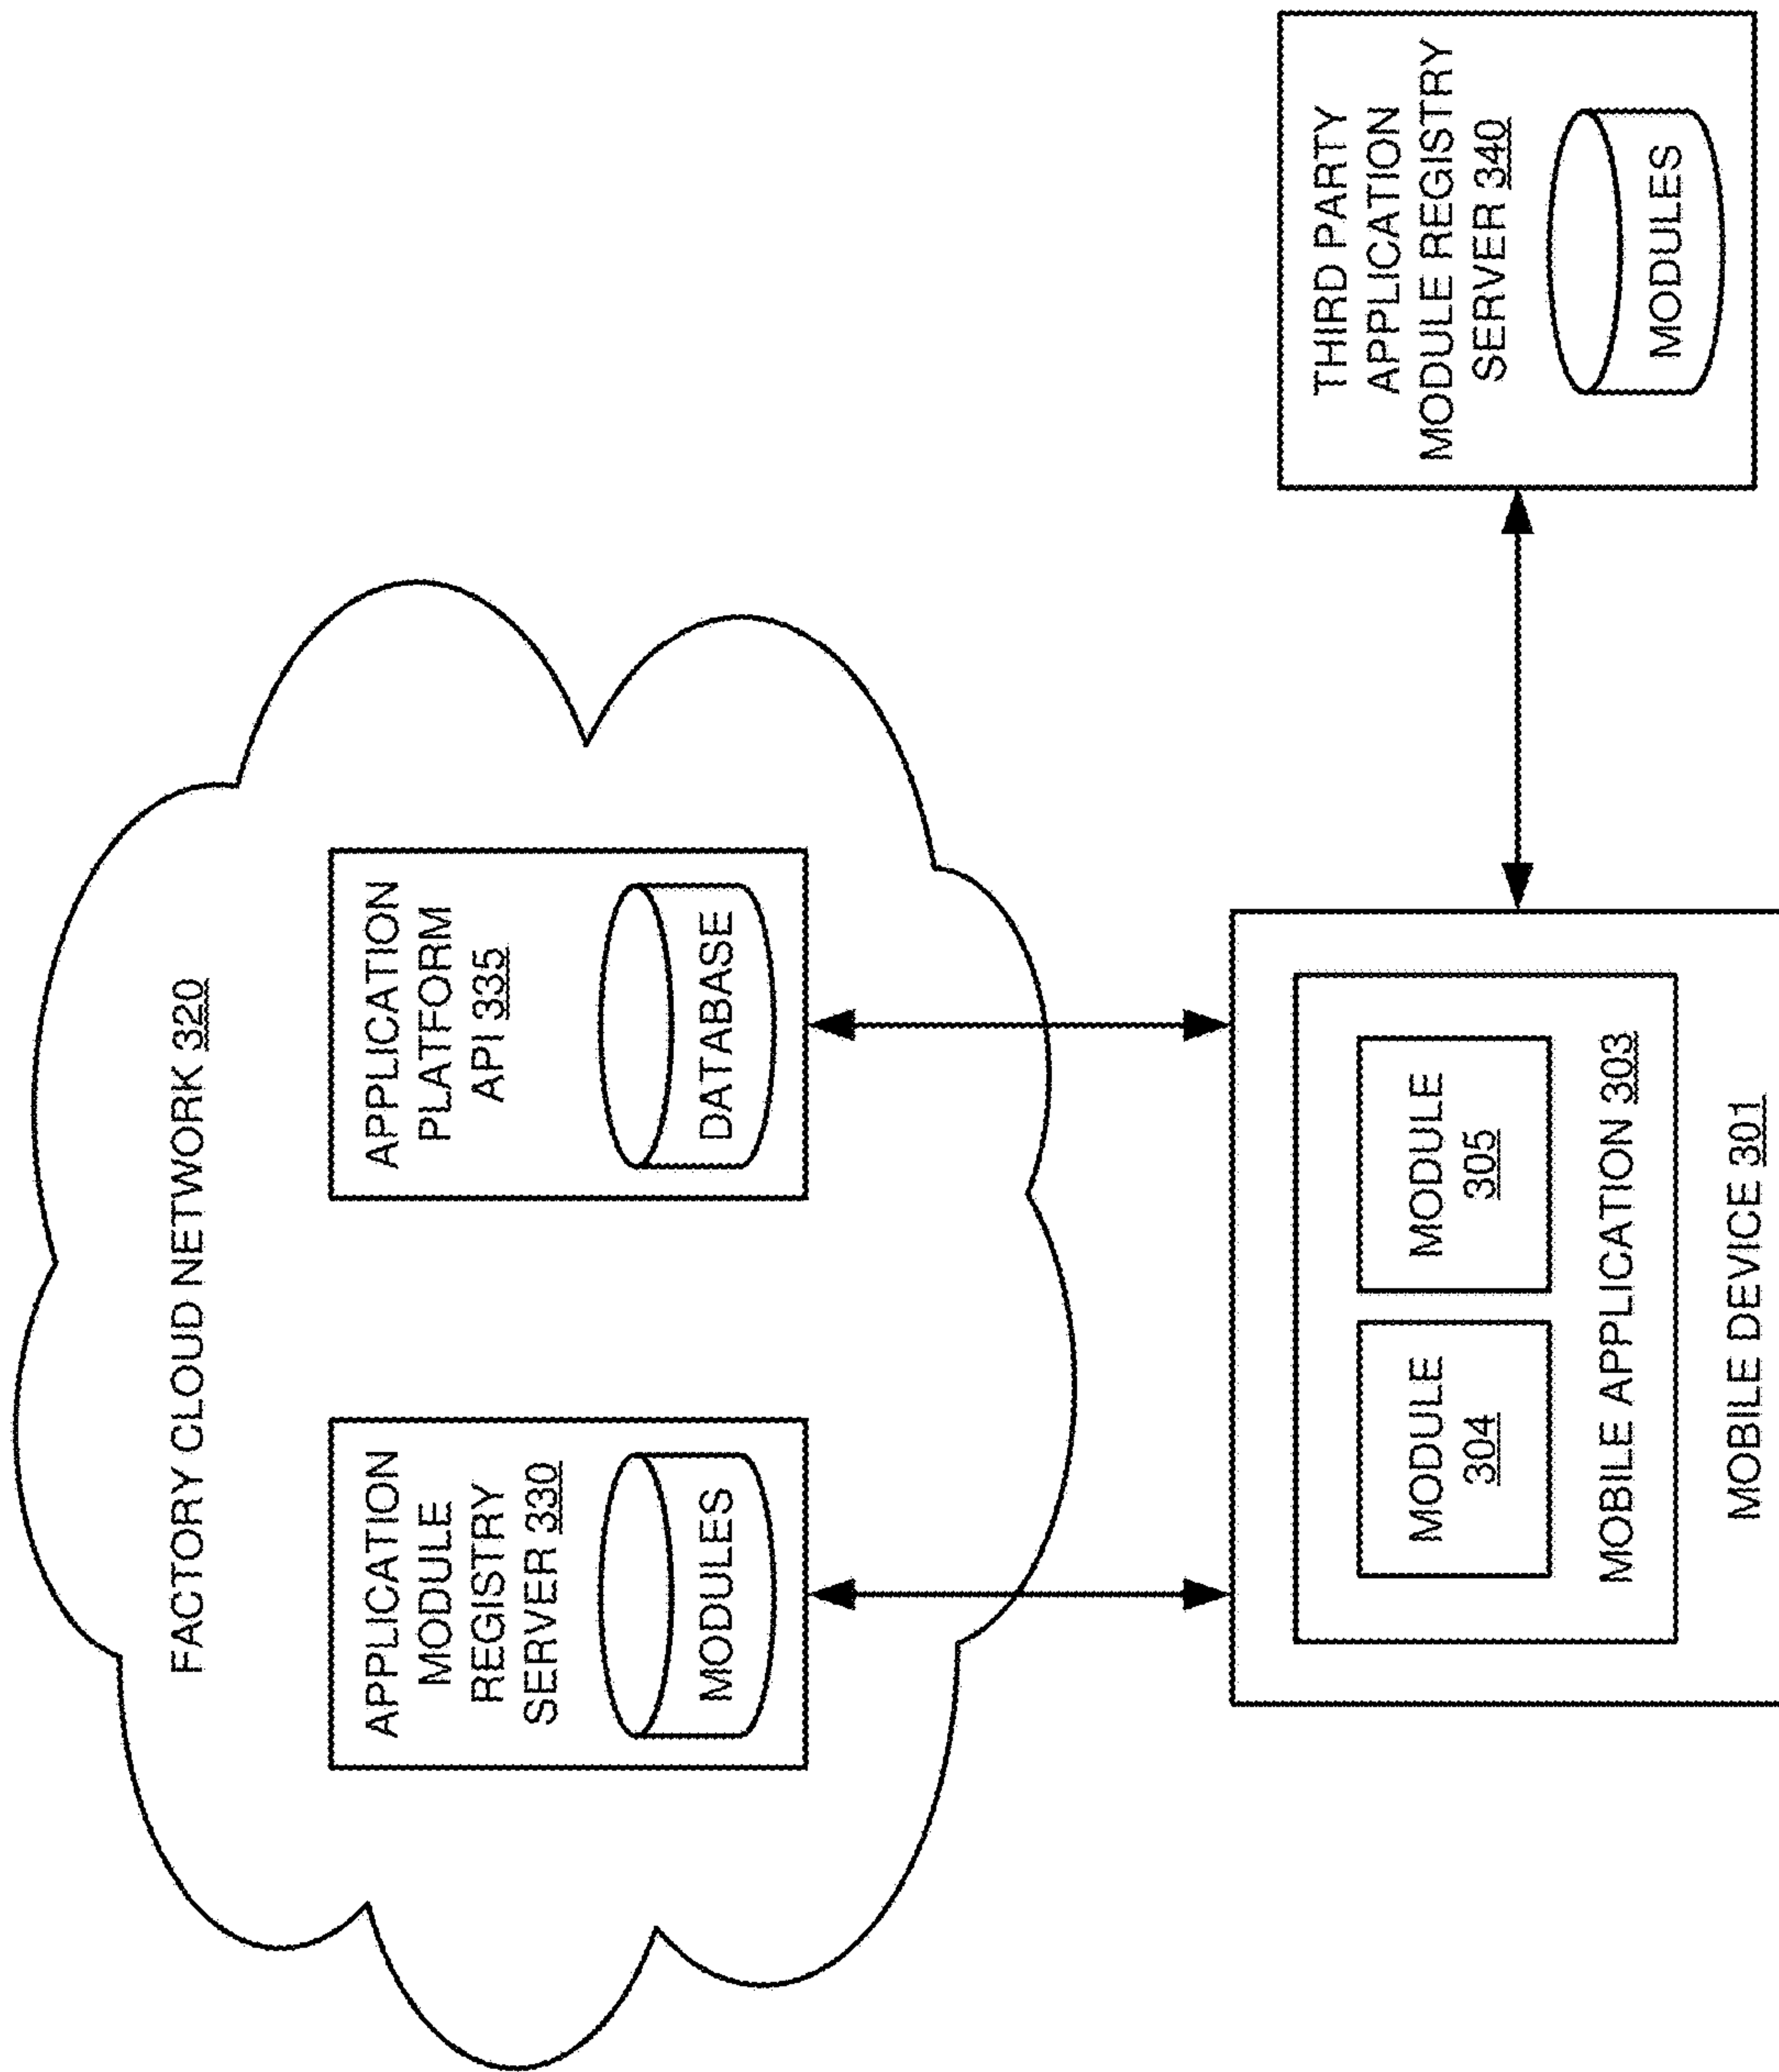 FACTORY CLOUD NETWORK 320
APPLICATION
MODULE
REGISTRY
SERVER 330
MODULES
APPLICATION
PLATFORM
API 335
DATABASE
MODULE
304
MODULE
305
MOBILE APPLICATION 303
MOBILE DEVICE 301
THIRD PARTY
APPLICATION
MODULE REGISTRY
SERVER 340
MODULES